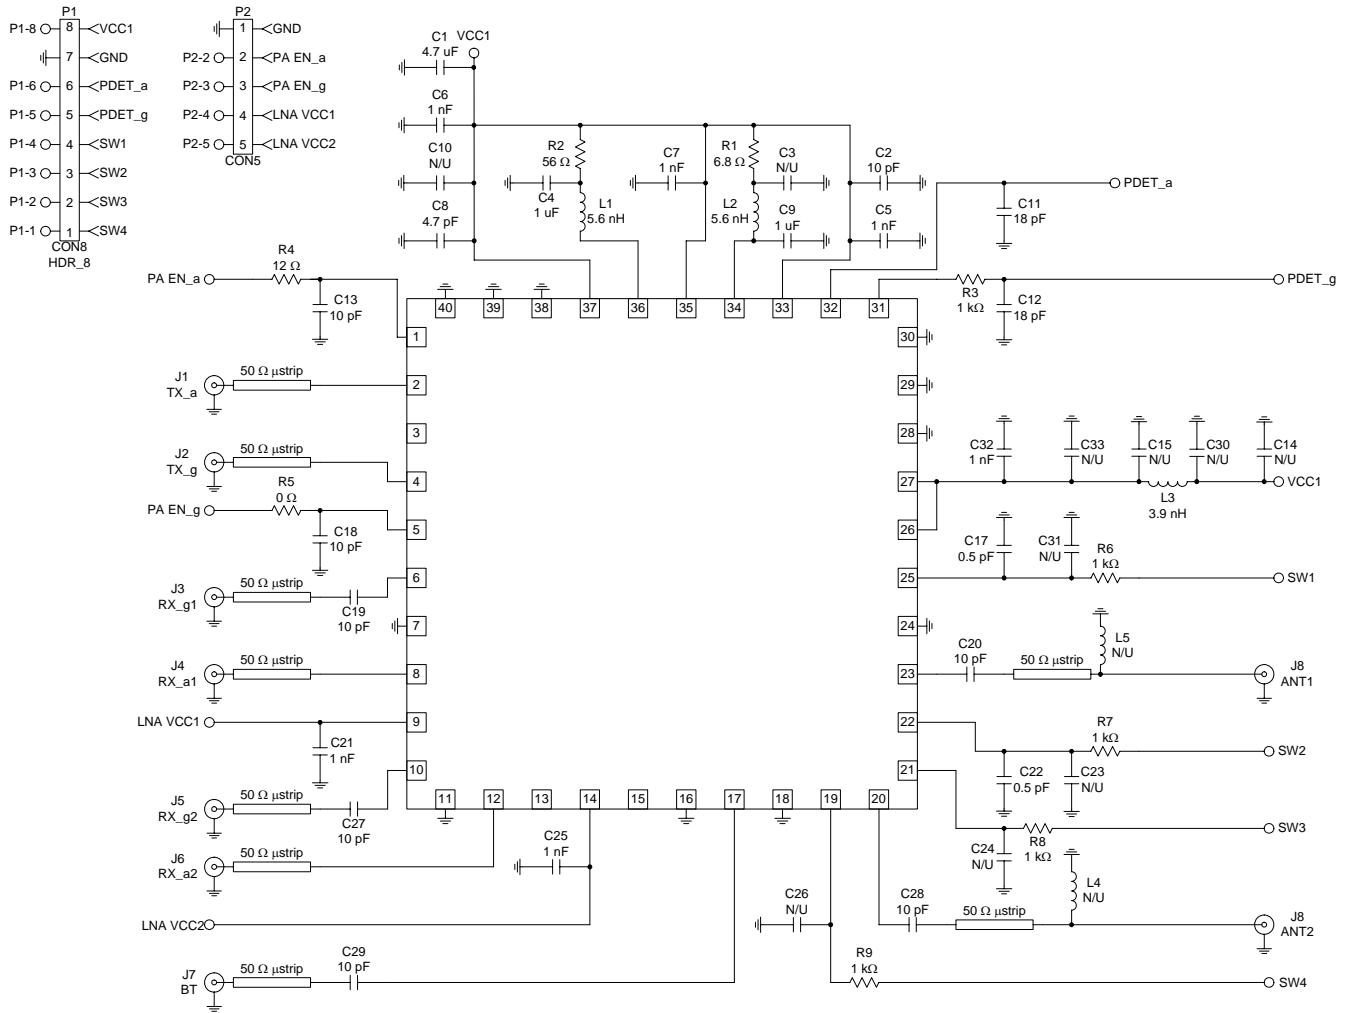 P1
P1-8 8 VCC1
7 GND
P1-6 6 PDET_a
P1-5 5 PDET_g
P1-4 4 SW1
P1-3 3 SW2
P1-2 2 SW3
P1-1 1 SW4
CON8
HDR_8
P2
1 GND
P2-2 2 PA EN_a
P2-3 3 PA EN_g
P2-4 4 LNA VCC1
P2-5 5 LNA VCC2
CON5
C1
4.7 uF
VCC1
C6
1 nF
C10
N/U
C8
4.7 pF
R2
56 Ω
C4
1 uF
L1
5.6 nH
C7
1 nF
R1
6.8 Ω
L2
5.6 nH
C3
N/U
C9
1 uF
C2
10 pF
C5
1 nF
PDET_a
C11
18 pF
R4
12 Ω
PA EN_a
C13
10 pF
R3
1 kΩ
PDET_g
C12
18 pF
40 39 38 37 36 35 34 33 32 31
1
2
3
4
5
6
7
8
9
10
30
29
28
27
26
25
24
23
22
21
11 12 13 14 15 16 17 18 19 20
J1
TX_a
50 Ω µstrip
J2
TX_g
50 Ω µstrip
R5
0 Ω
PA EN_g
C18
10 pF
J3
RX_g1
50 Ω µstrip
C19
10 pF
J4
RX_a1
50 Ω µstrip
LNA VCC1
C21
1 nF
J5
RX_g2
50 Ω µstrip
C27
10 pF
J6
RX_a2
50 Ω µstrip
C25
1 nF
LNA VCC2
J7
BT
50 Ω µstrip
C29
10 pF
C32
1 nF
C33
N/U
C15
N/U
C30
N/U
C14
N/U
VCC1
L3
3.9 nH
C17
0.5 pF
C31
N/U
R6
1 kΩ
SW1
C20
10 pF
50 Ω µstrip
L5
N/U
J8
ANT1
R7
1 kΩ
SW2
C22
0.5 pF
C23
N/U
SW3
R8
1 kΩ
C24
N/U
L4
N/U
C26
N/U
C28
10 pF
50 Ω µstrip
J8
ANT2
R9
1 kΩ
SW4